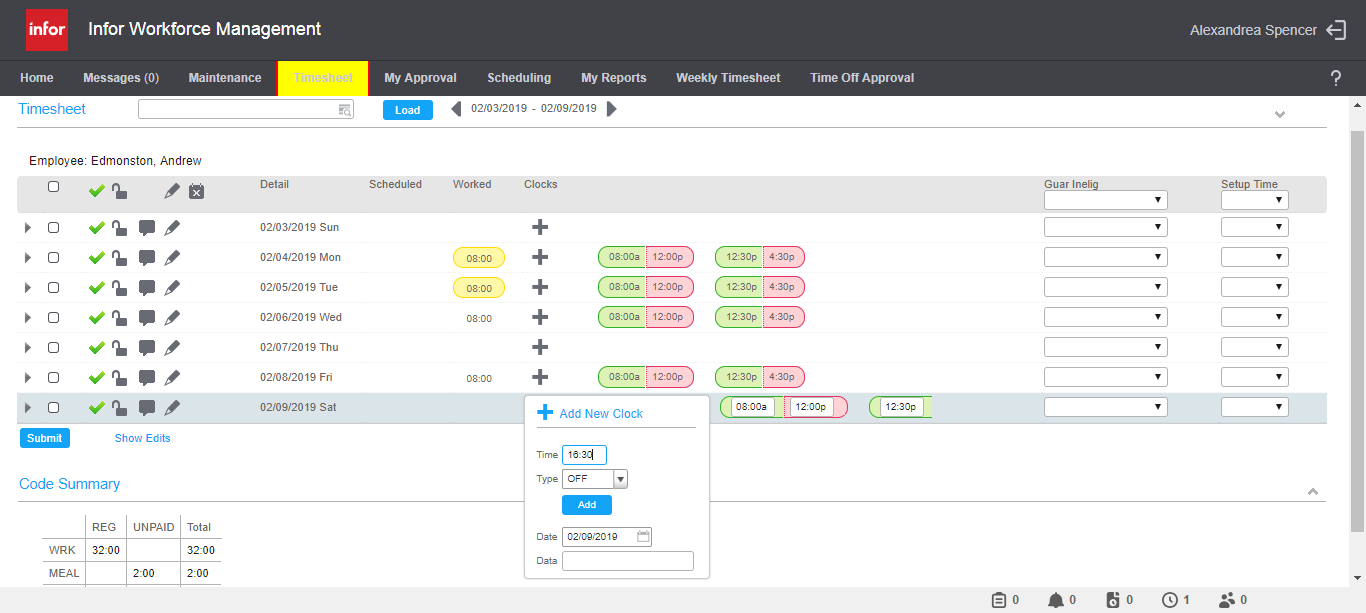 infor Infor Workforce Management Alexandrea Spencer
Home Messages (0) Maintenance Timesheet My Approval Scheduling My Reports Weekly Timesheet Time Off Approval ?
Timesheet Load 02/03/2019 - 02/09/2019
Employee: Edmonston, Andrew
Detail Scheduled Worked Clocks Guar Inelig Setup Time
02/03/2019 Sun
02/04/2019 Mon 08:00 08:00a 12:00p 12:30p 4:30p
02/05/2019 Tue 08:00 08:00a 12:00p 12:30p 4:30p
02/06/2019 Wed 08:00 08:00a 12:00p 12:30p 4:30p
02/07/2019 Thu
02/08/2019 Fri 08:00 08:00a 12:00p 12:30p 4:30p
02/09/2019 Sat 08:00a 12:00p 12:30p
Add New Clock
Time 16:30
Type OFF
Add
Date 02/09/2019
Data
Submit Show Edits
Code Summary
REG UNPAID Total
WRK 32:00 32:00
MEAL 2:00 2:00
0 0 0 1 0